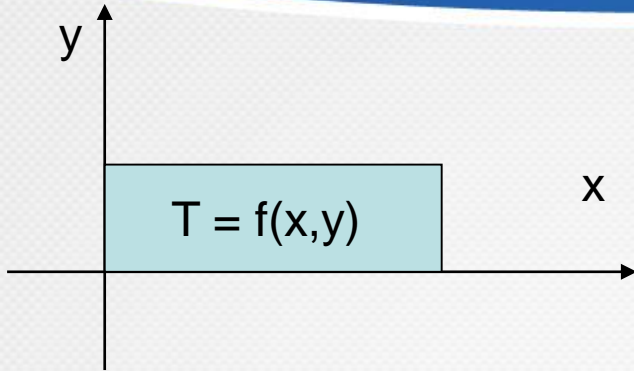 y
x
T = f(x,y)